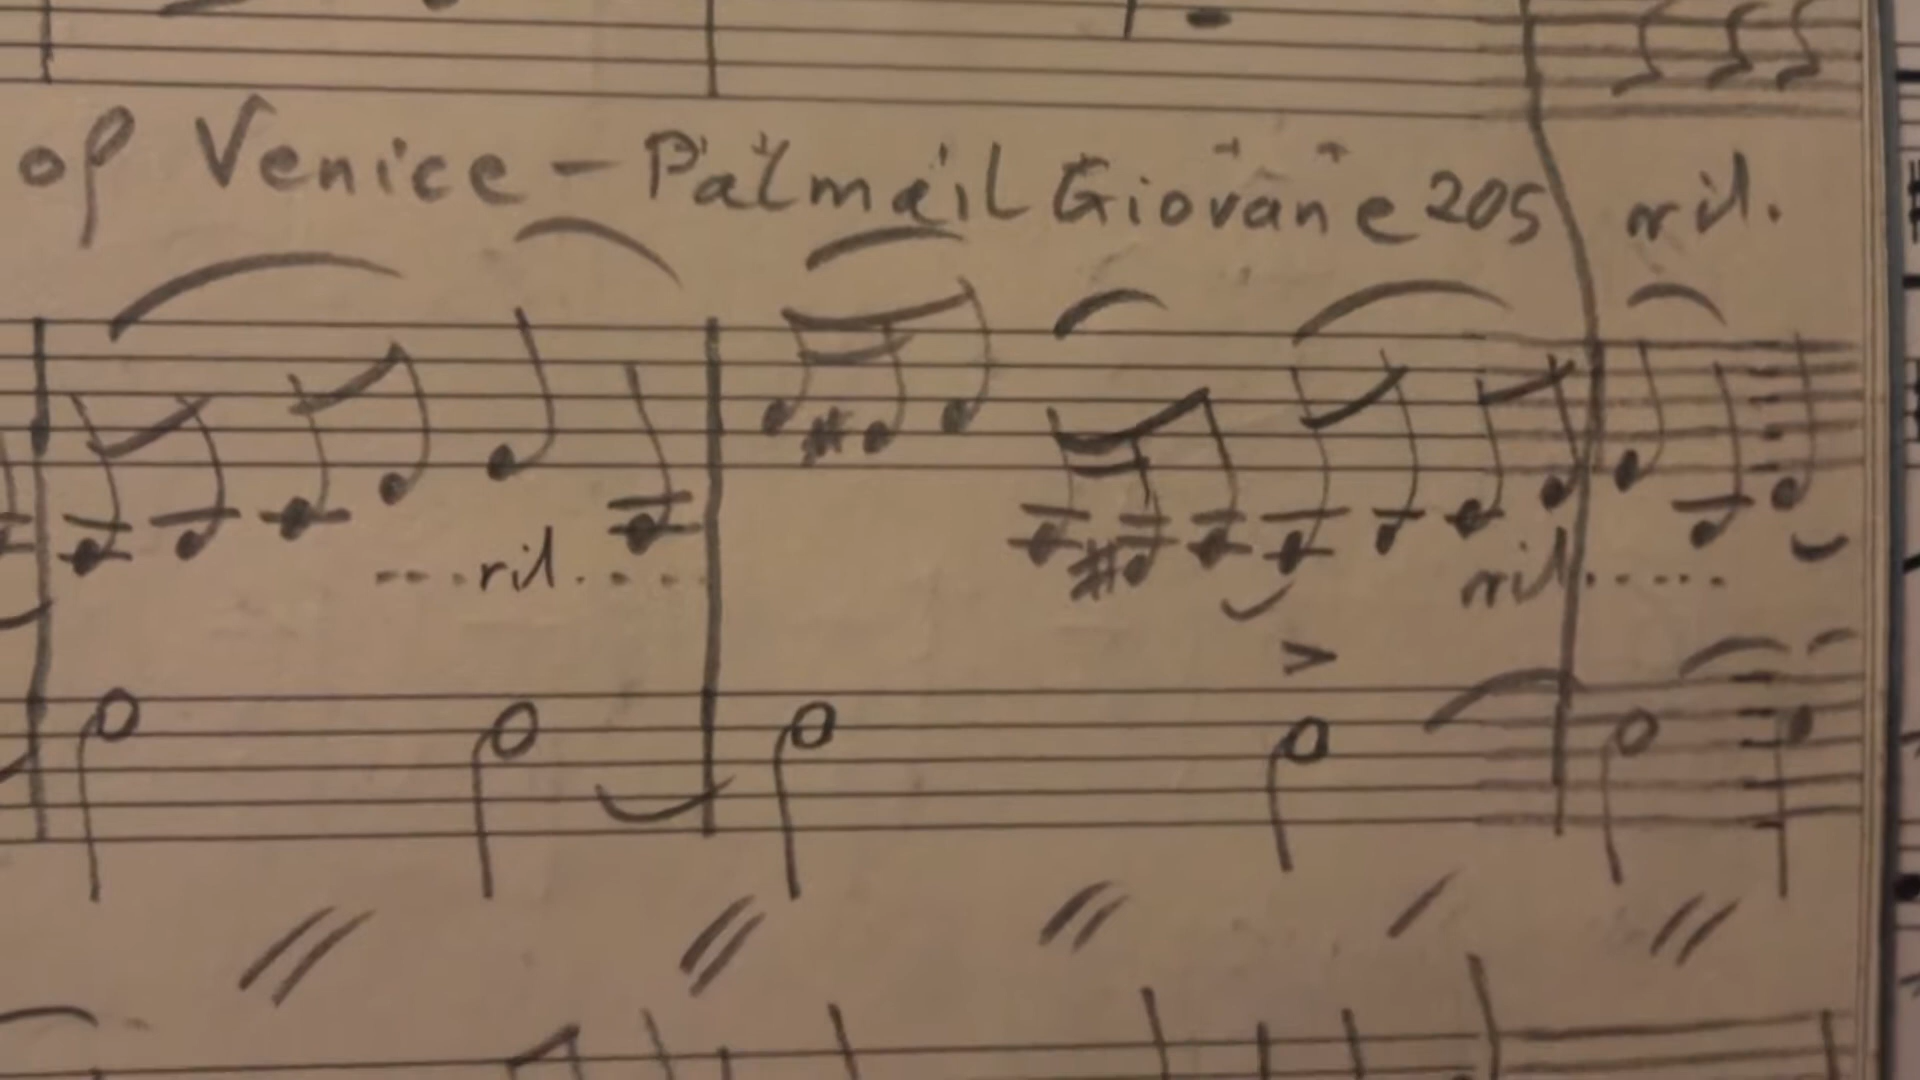 of Venice - Palma il Giovane 205 rit.
....rit.....
rit......